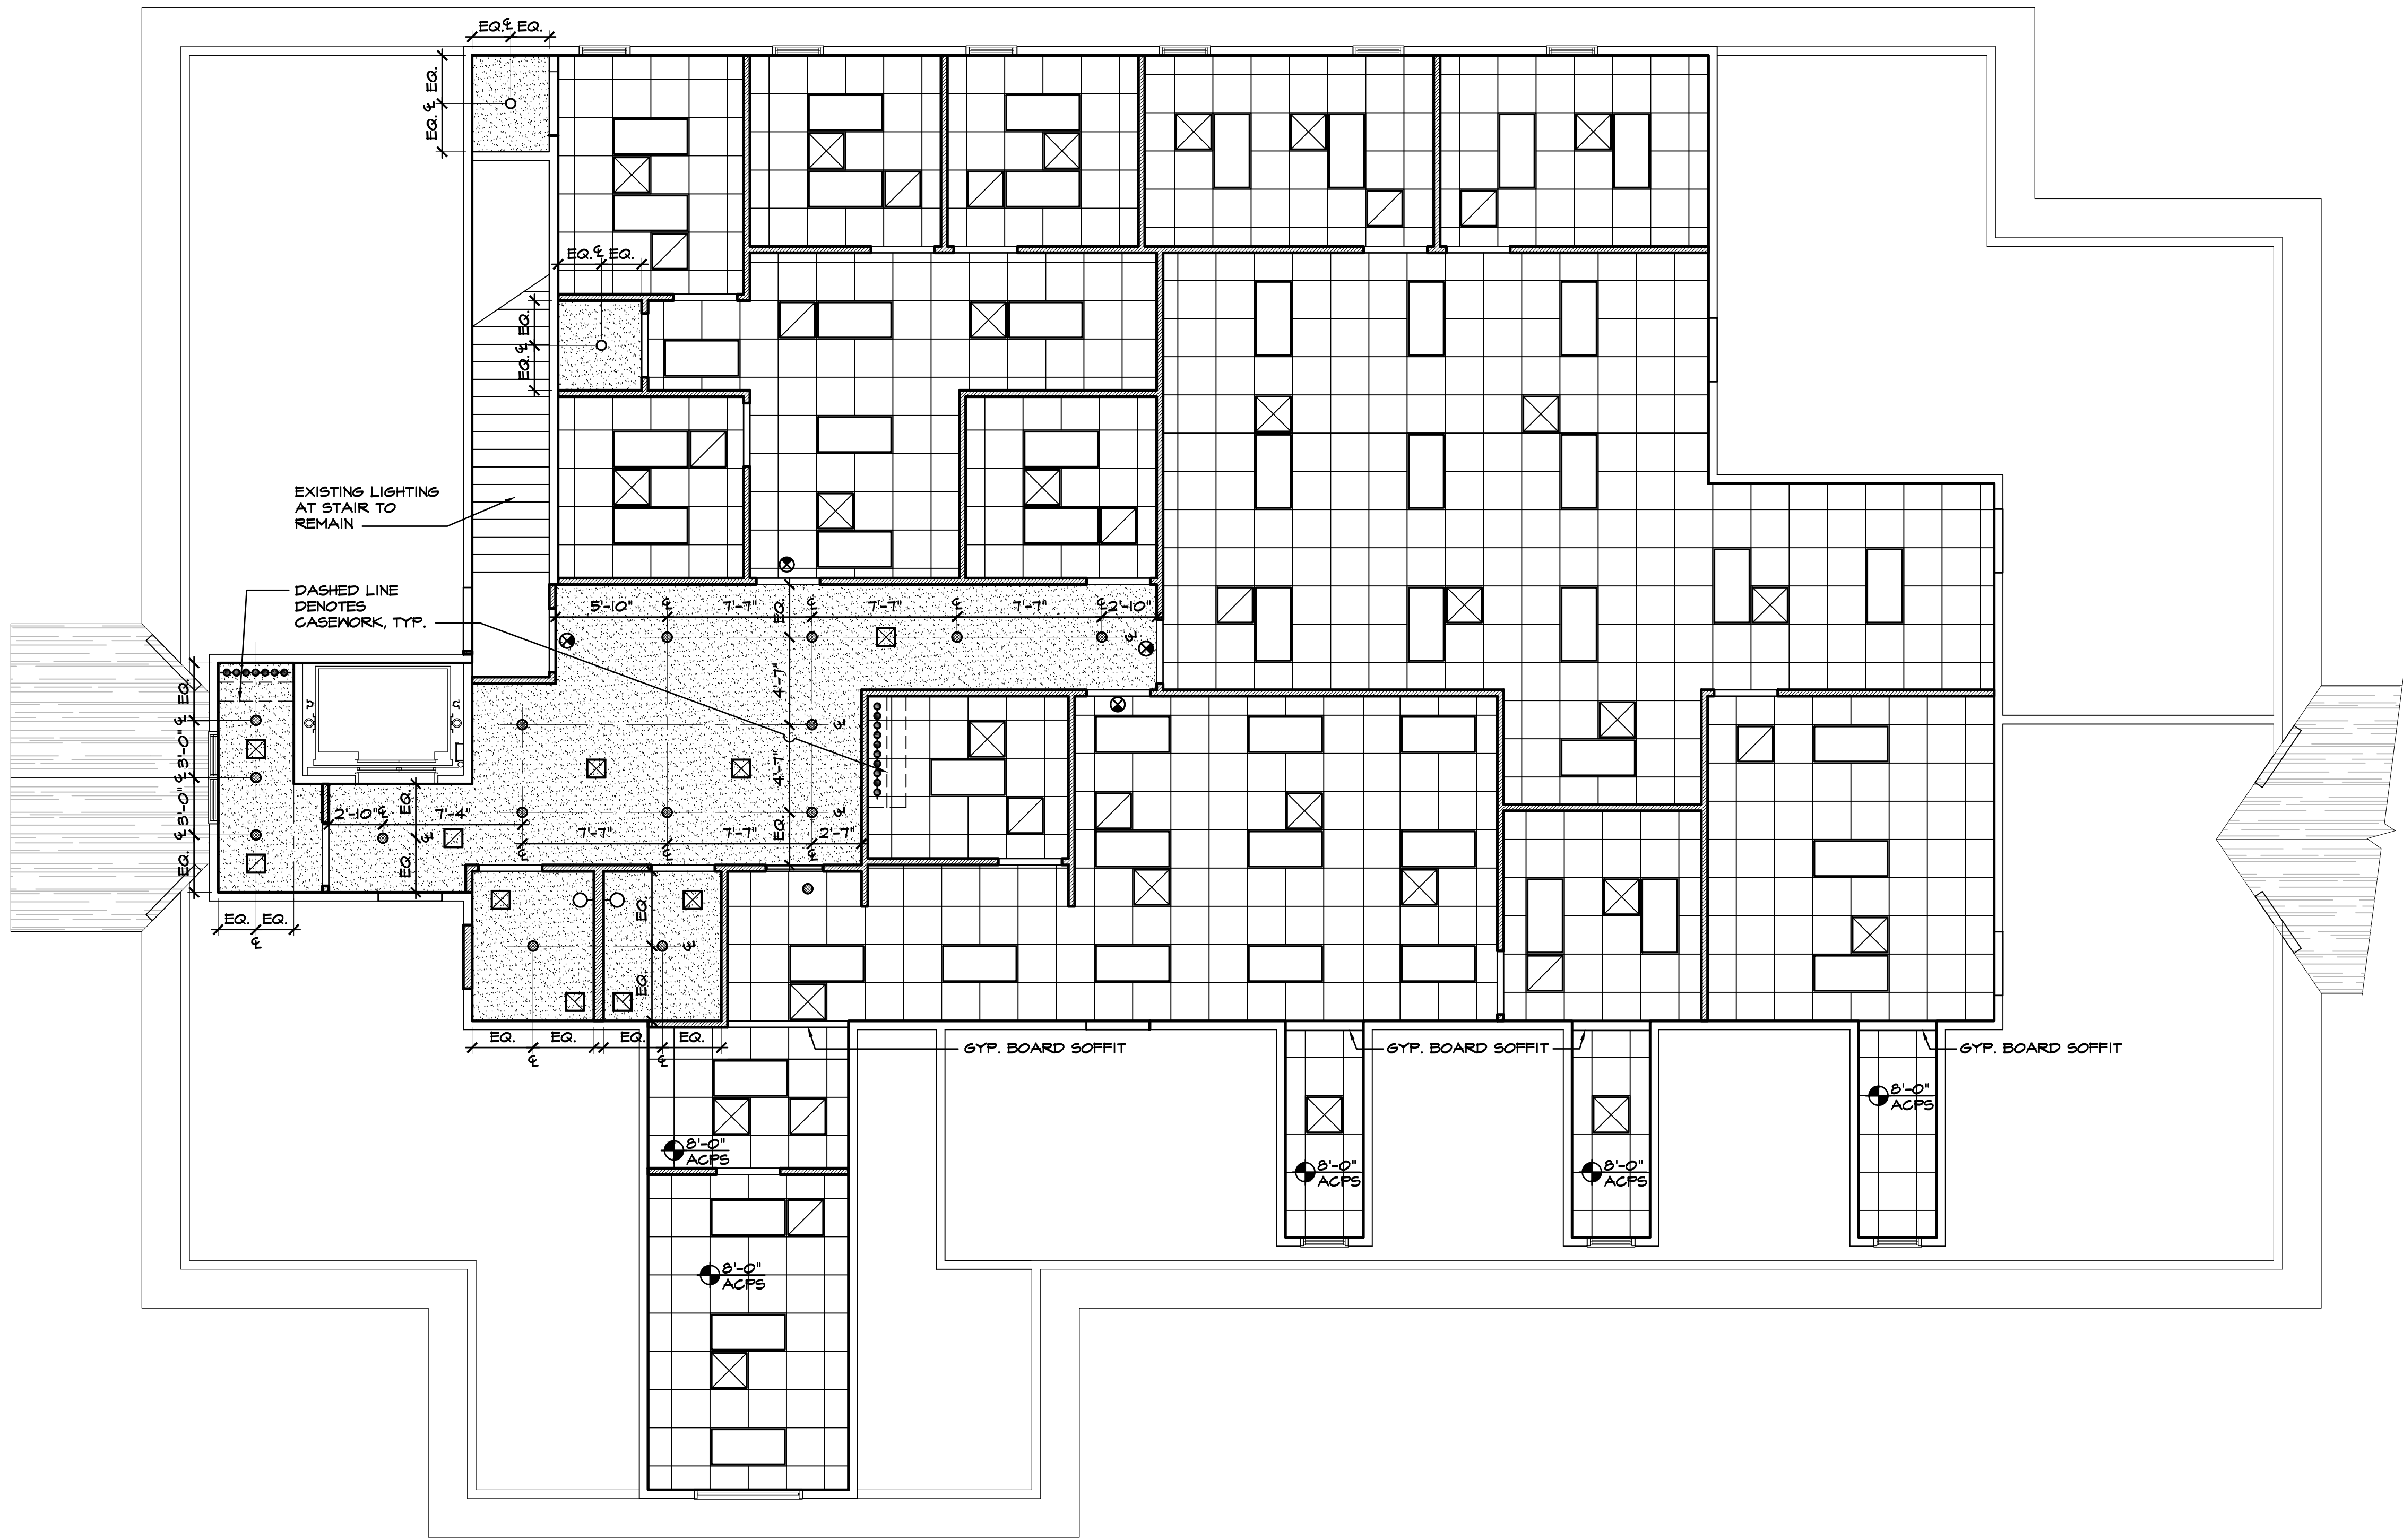 EQ. ℄ EQ.
EQ.
℄
EQ.
EQ. ℄ EQ.
EQ.
℄
EQ.
EXISTING LIGHTING
AT STAIR TO
REMAIN
DASHED LINE
DENOTES
CASEWORK, TYP.
5'-10" ℄ 7'-7" ℄ 7'-7" ℄ 7'-7" ℄ 2'-10"
EQ.
℄
4'-7"
℄
4'-7"
℄
EQ.
EQ.
℄
3'-0"
℄
3'-0"
℄
EQ.
2'-10" ℄ 7'-4"
EQ.
℄
EQ.
7'-7" 7'-7" 2'-7"
℄ ℄ ℄
EQ. EQ.
℄
EQ.
℄
EQ.
EQ. EQ. EQ. EQ.
℄ ℄
GYP. BOARD SOFFIT
GYP. BOARD SOFFIT
GYP. BOARD SOFFIT
8'-0"
ACPS
8'-0"
ACPS
8'-0"
ACPS
8'-0"
ACPS
8'-0"
ACPS